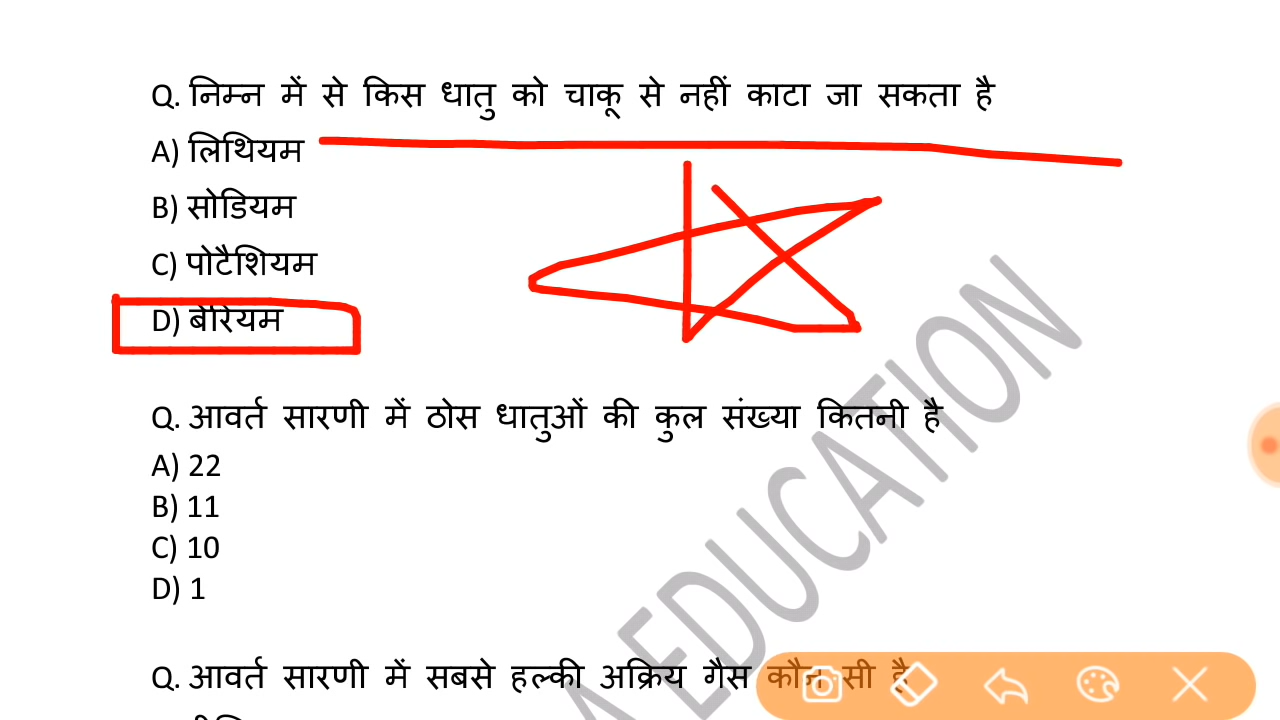 Q. निम्न में से किस धातु को चाकू से नहीं काटा जा सकता है
A) लिथियम
B) सोडियम
C) पोटैशियम
D) बेरियम
Q. आवर्त सारणी में ठोस धातुओं की कुल संख्या कितनी है
A) 22
B) 11
C) 10
D) 1
Q. आवर्त सारणी में सबसे हल्की अक्रिय गैस कौन सी है
A EDUCATION